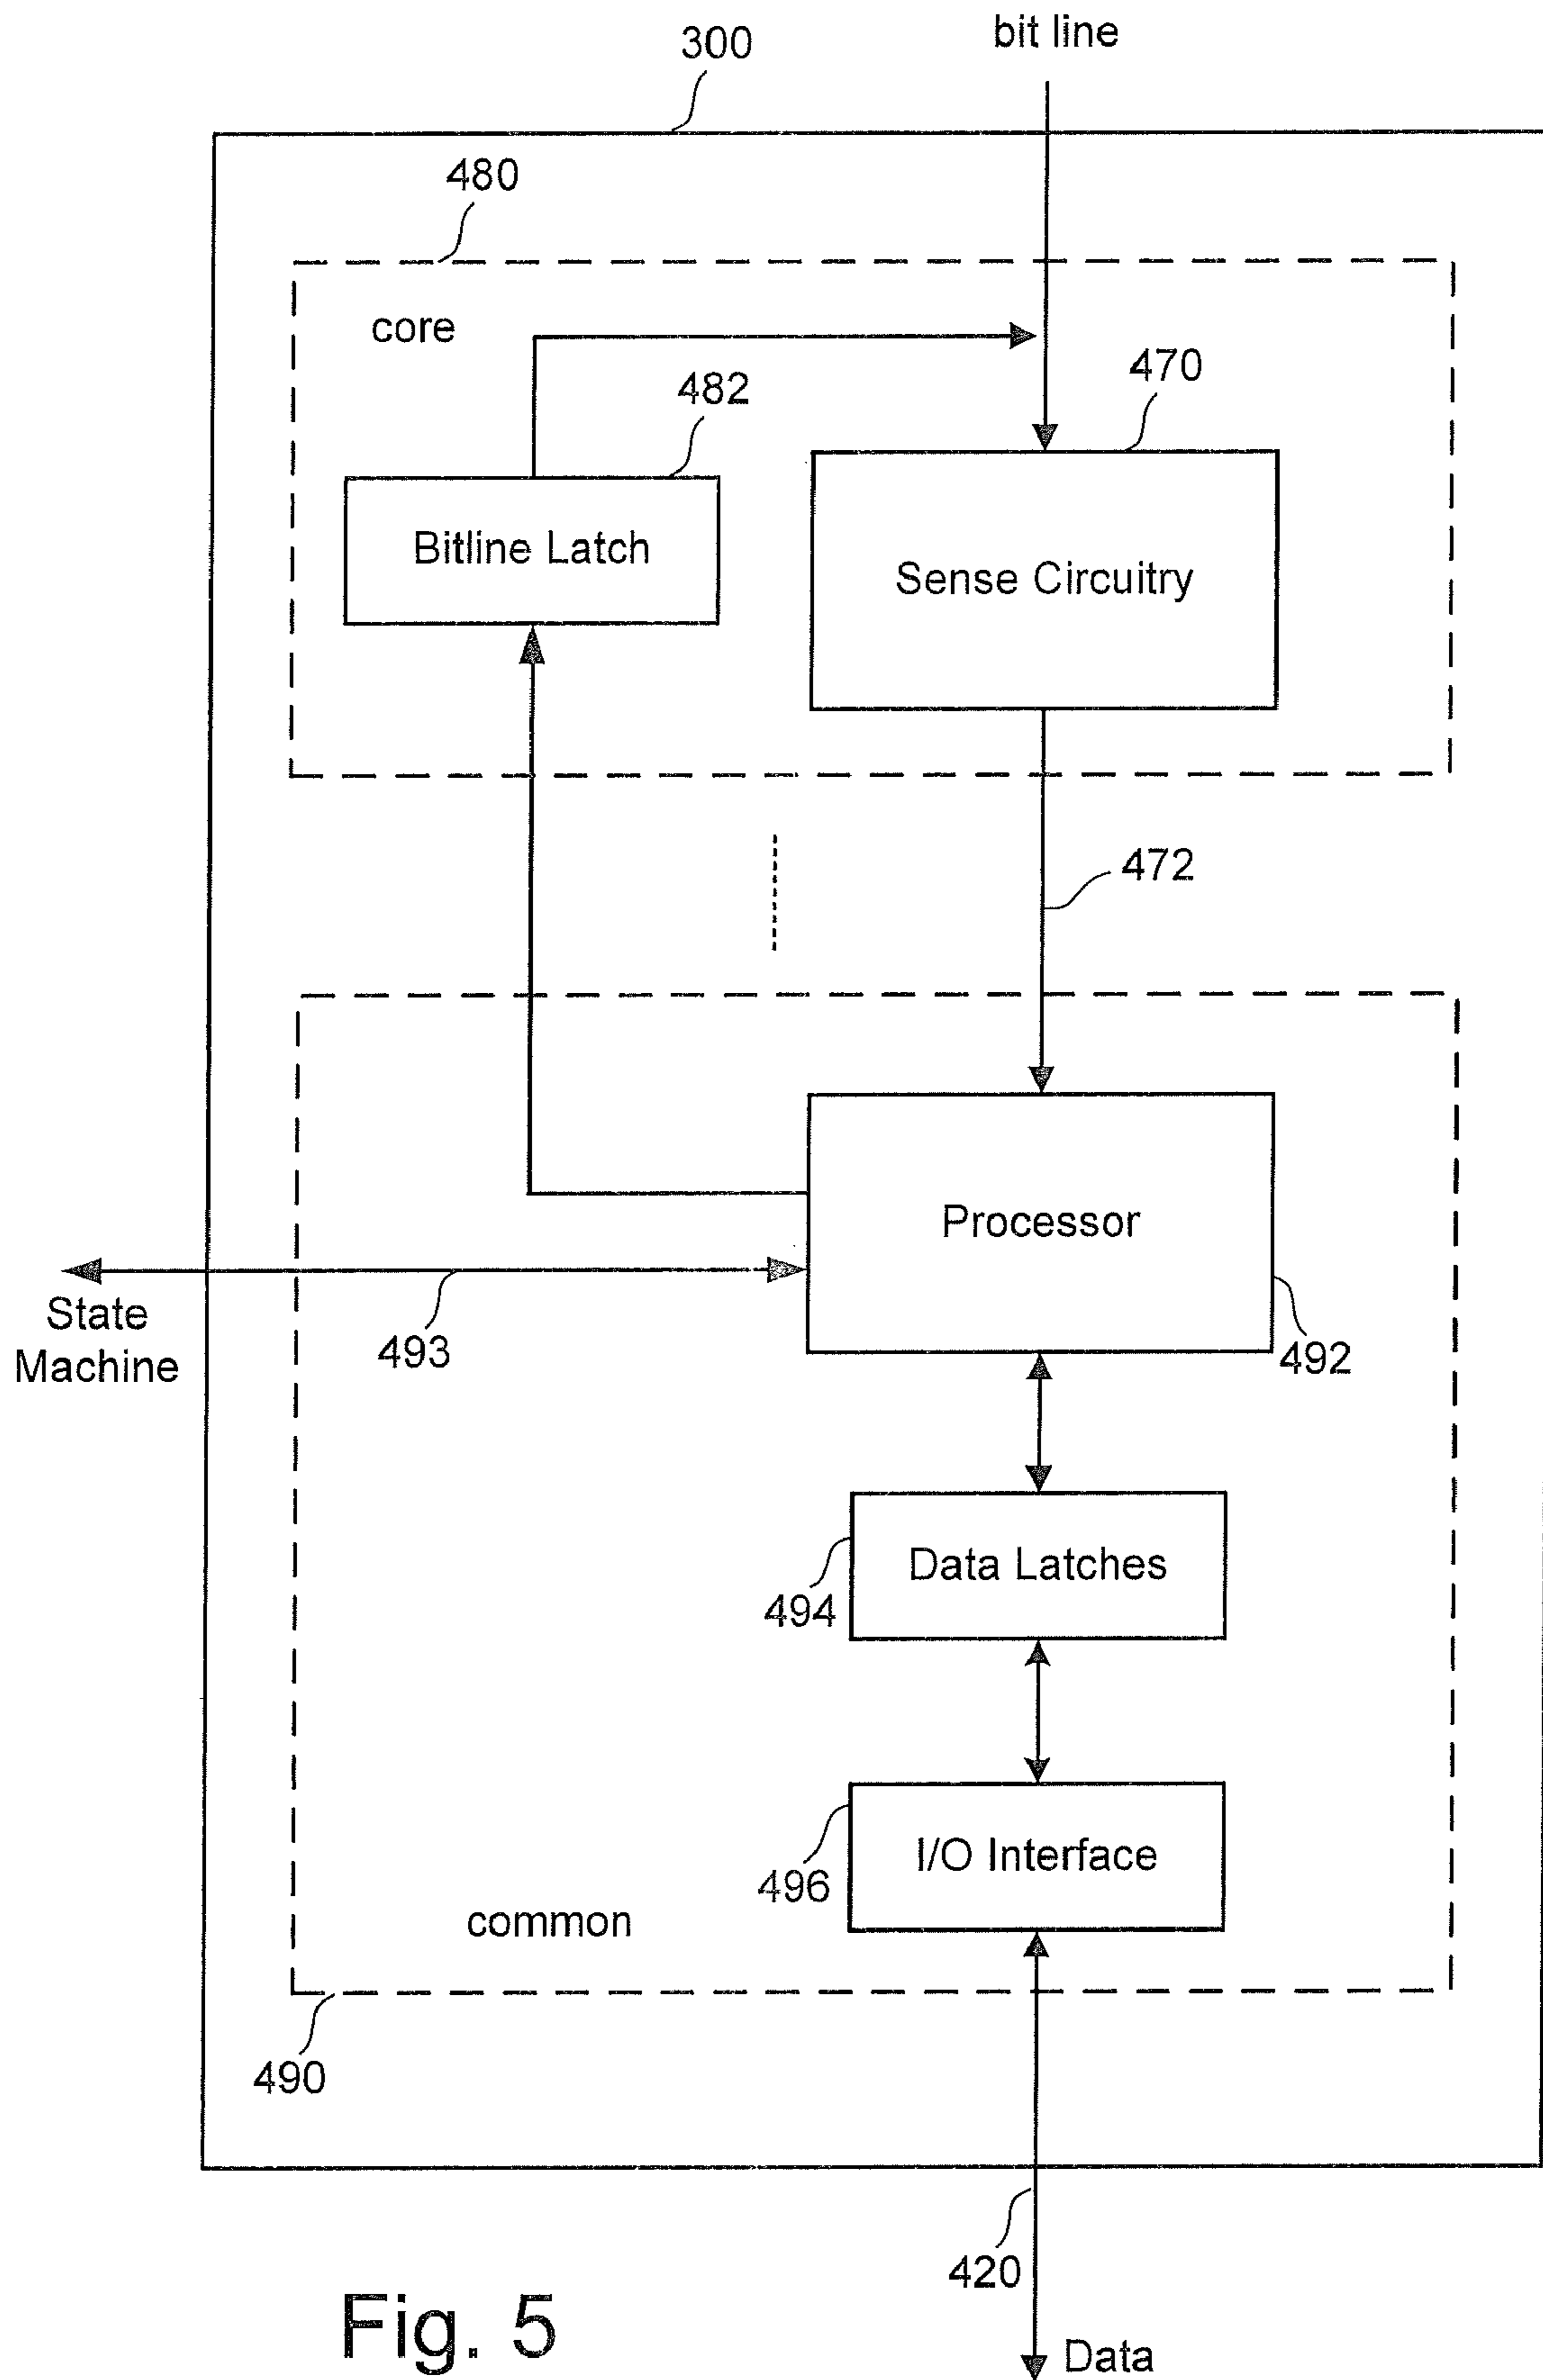 300
bit line
480
core
470
482
Bitline Latch
Sense Circuitry
472
Processor
State
Machine
493
492
Data Latches
494
I/O Interface
496
common
490
420
Fig. 5
Data